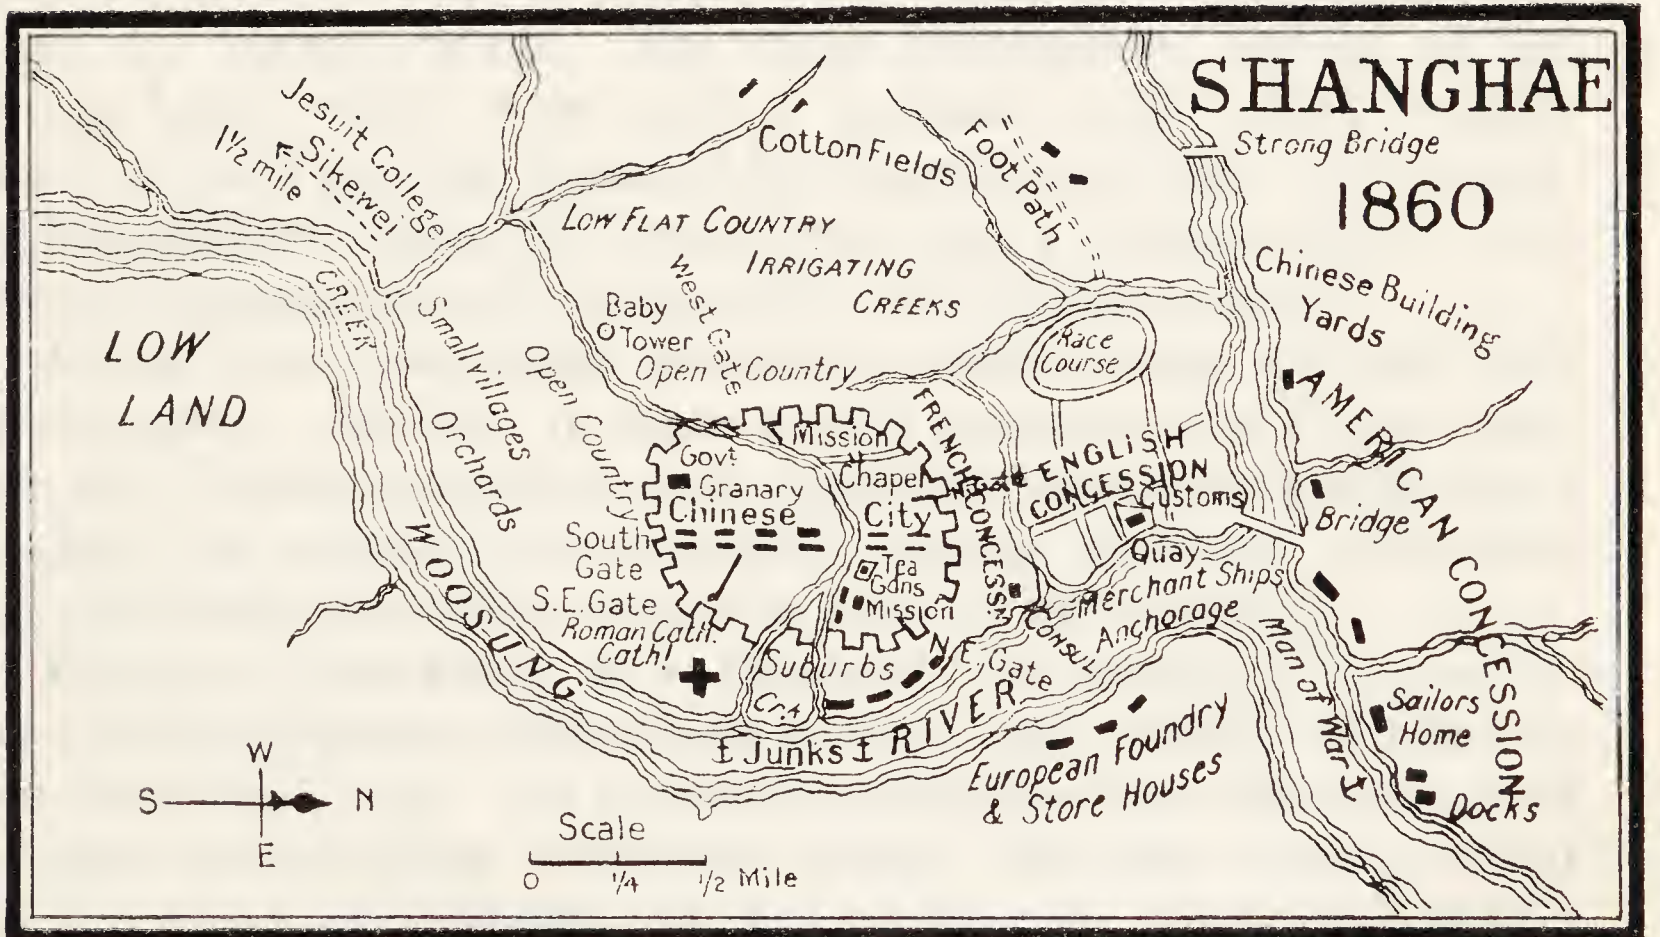 SHANGHAE
Strong Bridge
1860
Jesuit College
Sikewei
1½ mile
Cotton Fields
Foot Path
LOW FLAT COUNTRY
IRRIGATING
CREEKS
Chinese Building
Yards
CREEK
LOW
LAND
Small villages
Orchards
Open Country
Baby
Tower
West Gate
Open Country
Race
Course
FRENCH CONCESSN
AMERICAN CONCESSION
ENGLISH
CONCESSION
N. Gate
Customs
Bridge
Mission
Chapel
Govt.
Granary
Chinese
City
South
Gate
S.E. Gate
Roman Cath.
Cath!
Tea
Gdns
Mission
Quay
Merchant Ships
Anchorage
CONSUL
N.E. Gate
Suburbs
WOOSUNG
RIVER
Junks
Man of War
Sailors
Home
Docks
European Foundry
& Store Houses
W
S N
E
Scale
0 1/4 1/2 Mile